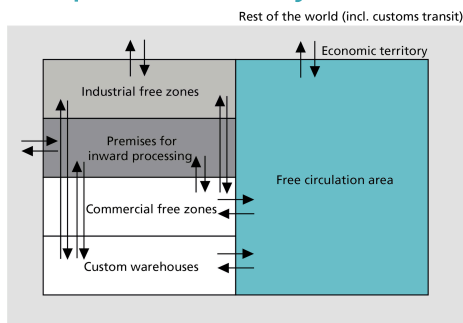 Rest of the world (incl. customs transit)
Economic territory
Industrial free zones
Premises for
inward processing
Free circulation area
Commercial free zones
Custom warehouses